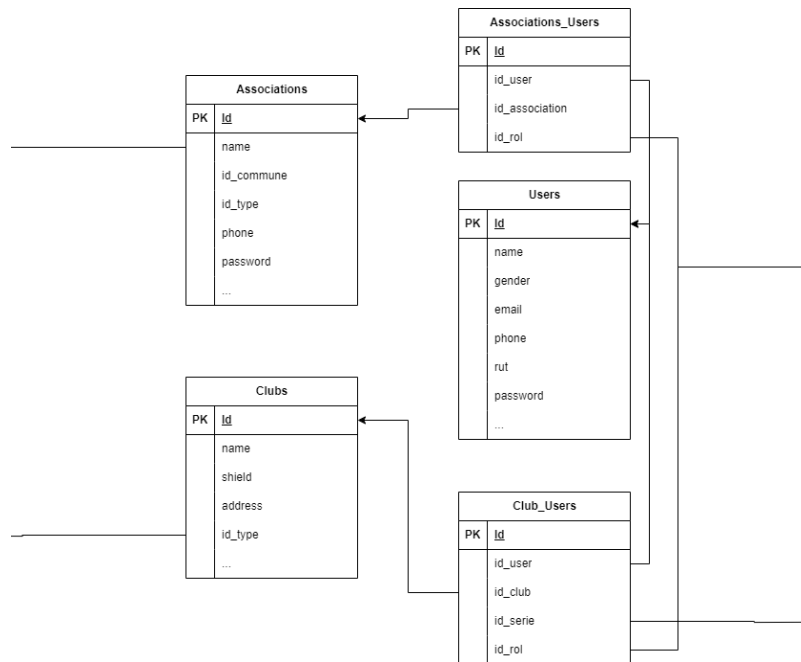 Associations_Users
PK Id
id_user
id_association
id_rol
Associations
PK Id
name
id_commune
id_type
phone
password
...
Users
PK Id
name
gender
email
phone
rut
password
...
Clubs
PK Id
name
shield
address
id_type
...
Club_Users
PK Id
id_user
id_club
id_serie
id_rol